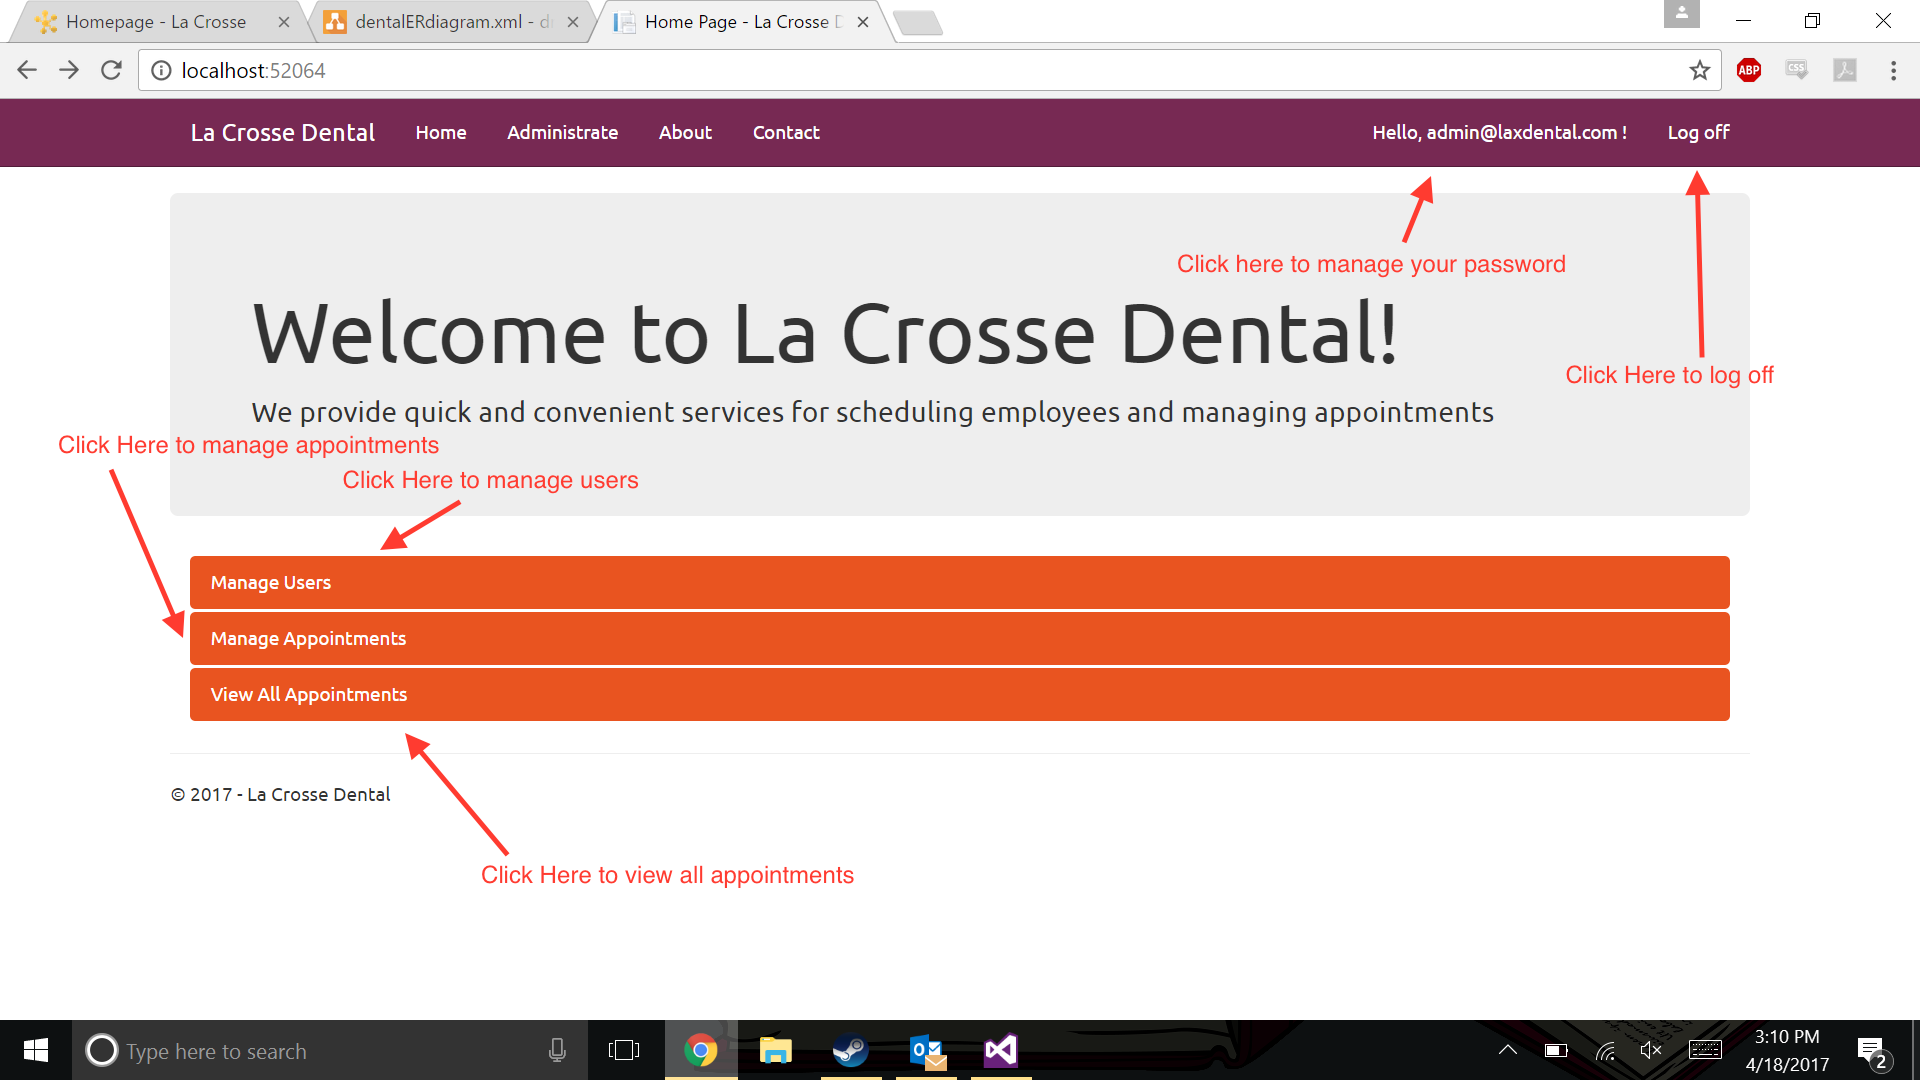 Homepage - La Crosse
dentalERdiagram.xml - dr
Home Page - La Crosse D
localhost:52064
ABP
CSS
La Crosse Dental
Home
Administrate
About
Contact
Hello, admin@laxdental.com !
Log off
Click here to manage your password
Welcome to La Crosse Dental!
Click Here to log off
We provide quick and convenient services for scheduling employees and managing appointments
Click Here to manage appointments
Click Here to manage users
Manage Users
Manage Appointments
View All Appointments
© 2017 - La Crosse Dental
Click Here to view all appointments
Type here to search
3:10 PM
4/18/2017
2